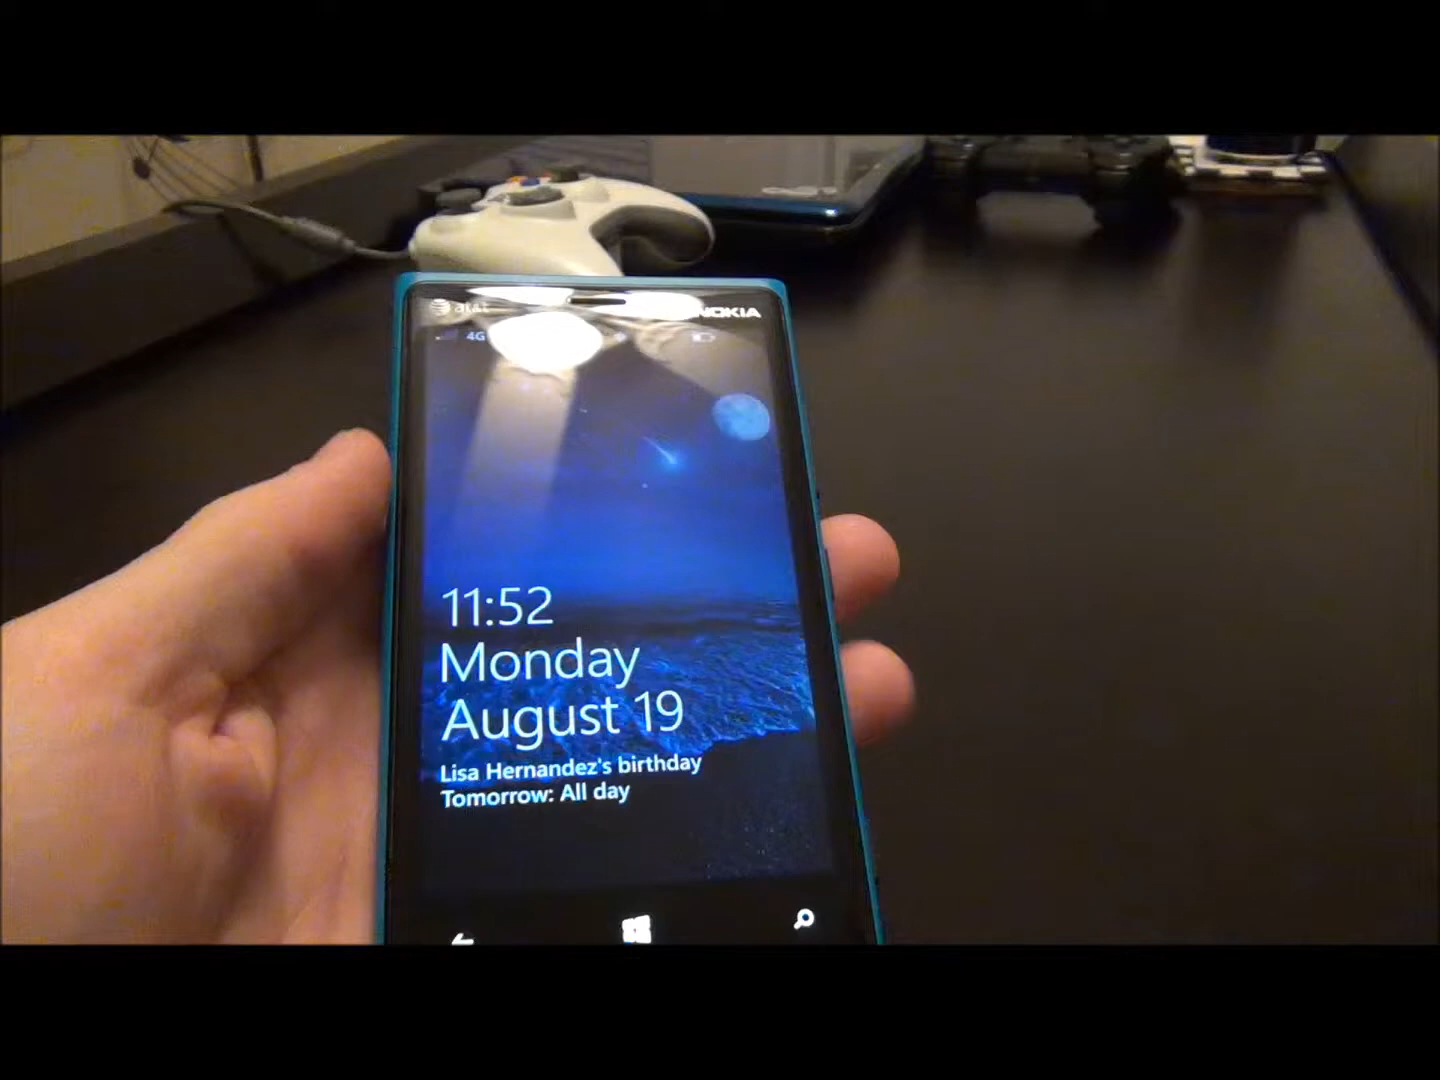 at&t
NOKIA
4G
11:52
Monday
August 19
Lisa Hernandez's birthday
Tomorrow: All day